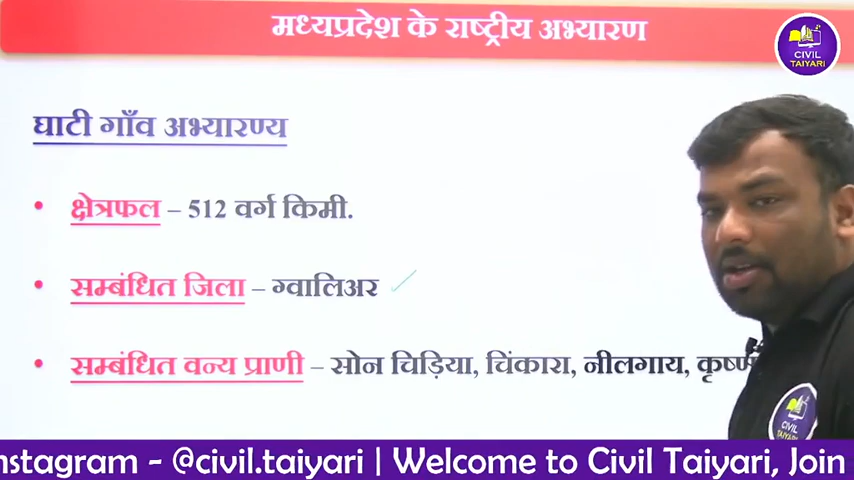 मध्यप्रदेश के राष्ट्रीय अभ्यारण
CIVIL
TAIYARI
घाटी गाँव अभ्यारण्य
• क्षेत्रफल – 512 वर्ग किमी.
• सम्बंधित जिला – ग्वालिअर
• सम्बंधित वन्य प्राणी – सोन चिड़िया, चिंकारा, नीलगाय, कृष्ण
CIVIL
TAIYARI
nstagram - @civil.taiyari | Welcome to Civil Taiyari, Join